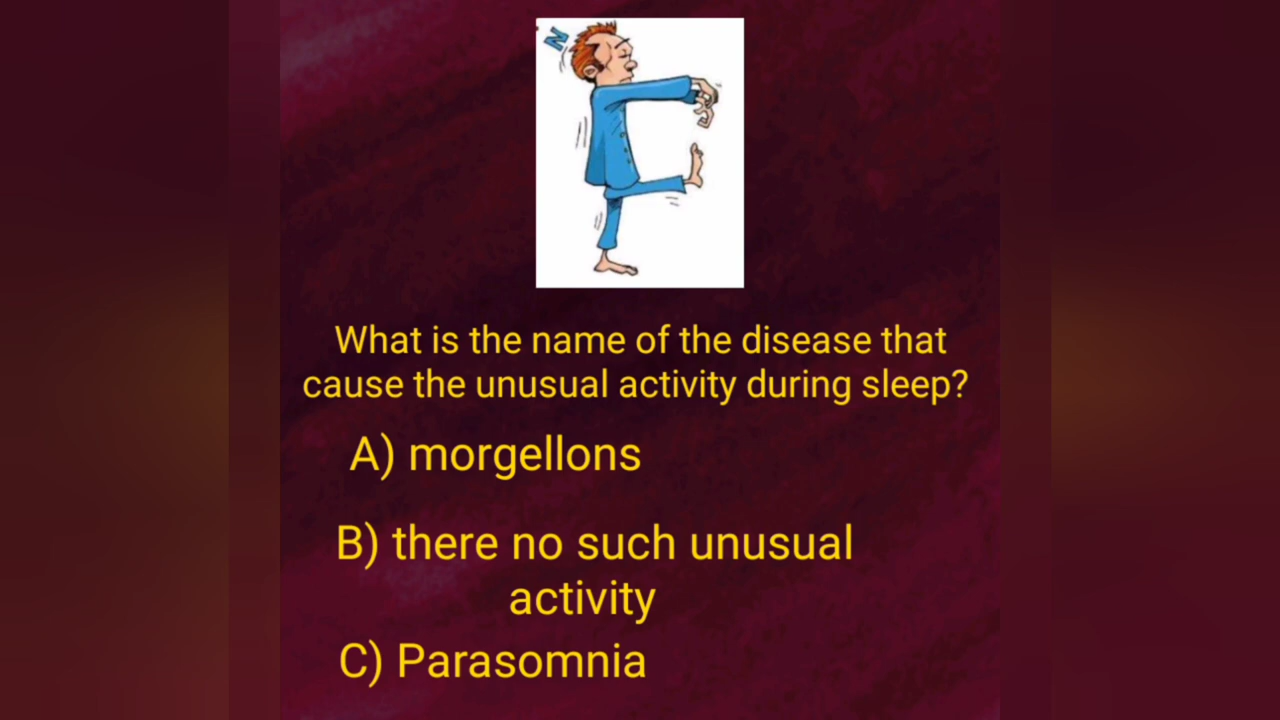 N
What is the name of the disease that
cause the unusual activity during sleep?
A) morgellons
B) there no such unusual
activity
C) Parasomnia